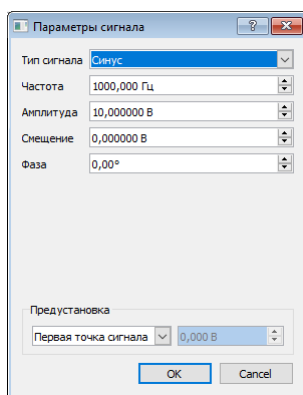 Параметры сигнала
Тип сигнала Синус
Частота 1000,000 Гц
Амплитуда 10,000000 В
Смещение 0,000000 В
Фаза 0,00°
Предустановка
Первая точка сигнала 0,000 В
OK Cancel